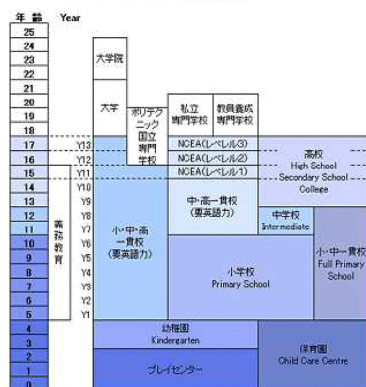 年 齢 Year
25
24
23
22
21
20
19
18
17 Y13
16 Y12
15 Y11
14 Y10
13 Y9
12 Y8
11 Y7
10 Y6
9 Y5
8 Y4
7 Y3
6 Y2
5 Y1
4
3
2
1
0
義務教育
大学院
大学
ポリテク
ニック
国立
専門
学校
私立
専門学校
教員養成
専門学校
NCEA(レベル3)
NCEA(レベル2)
NCEA(レベル1)
高校
High School
Secondary School
College
小・中・高
一貫校
(要英語力)
中・高一貫校
(要英語力)
中学校
Intermediate
小学校
Primary School
小・中一貫校
Full Primary
School
幼稚園
Kindergarten
保育園
Child Care Centre
プレイセンター